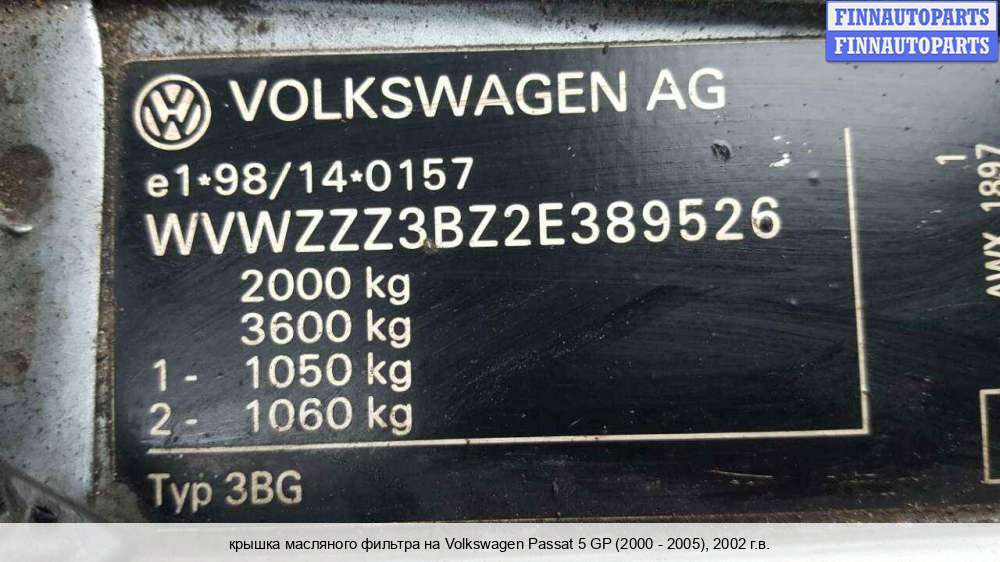 FINNAUTOPARTS
FINNAUTOPARTS
VOLKSWAGEN AG
e1*98/14*0157
WVWZZZ3BZ2E389526
2000 kg
3600 kg
1 - 1050 kg
2 - 1060 kg
Typ 3BG
1
AWX 1897
крышка масляного фильтра на Volkswagen Passat 5 GP (2000 - 2005), 2002 г.в.